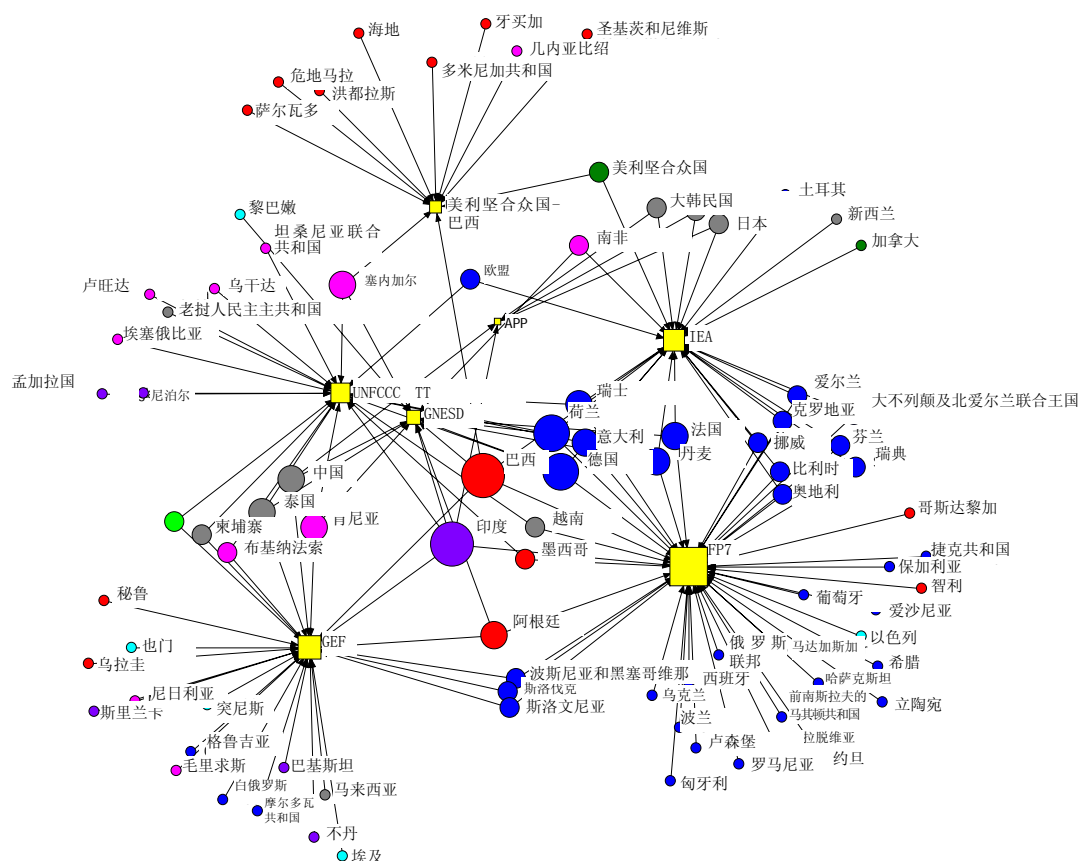 海地
牙买加
圣基茨和尼维斯
几内亚比绍
多米尼加共和国
危地马拉
洪都拉斯
萨尔瓦多
美利坚合众国
土耳其
大韩民国
黎巴嫩
美利坚合众国-
巴西
日本
新西兰
坦桑尼亚联合
共和国
南非
加拿大
塞内加尔
欧盟
卢旺达
乌干达
老挝人民主主共和国
APP
埃塞俄比亚
IEA
孟加拉国
尼泊尔
UNFCCC TT
GNESD
瑞士
爱尔兰
大不列颠及北爱尔兰联合王国
荷兰
克罗地亚
意大利
法国
挪威
芬兰
丹麦
瑞典
巴西
德国
中国
比利时
奥地利
泰国
哥斯达黎加
柬埔寨
肯尼亚
印度
越南
布基纳法索
墨西哥
FP7
捷克共和国
保加利亚
智利
秘鲁
葡萄牙
爱沙尼亚
阿根廷
也门
GEF
俄罗斯
联邦
马达加斯加
以色列
乌拉圭
希腊
波斯尼亚和黑塞哥维那
西班牙
哈萨克斯坦
尼日利亚
斯洛伐克
乌克兰
前南斯拉夫的
马其顿共和国
立陶宛
斯里兰卡
突尼斯
斯洛文尼亚
波兰
格鲁吉亚
卢森堡
拉脱维亚
约旦
毛里求斯
巴基斯坦
罗马尼亚
白俄罗斯
马来西亚
匈牙利
摩尔多瓦
共和国
不丹
埃及